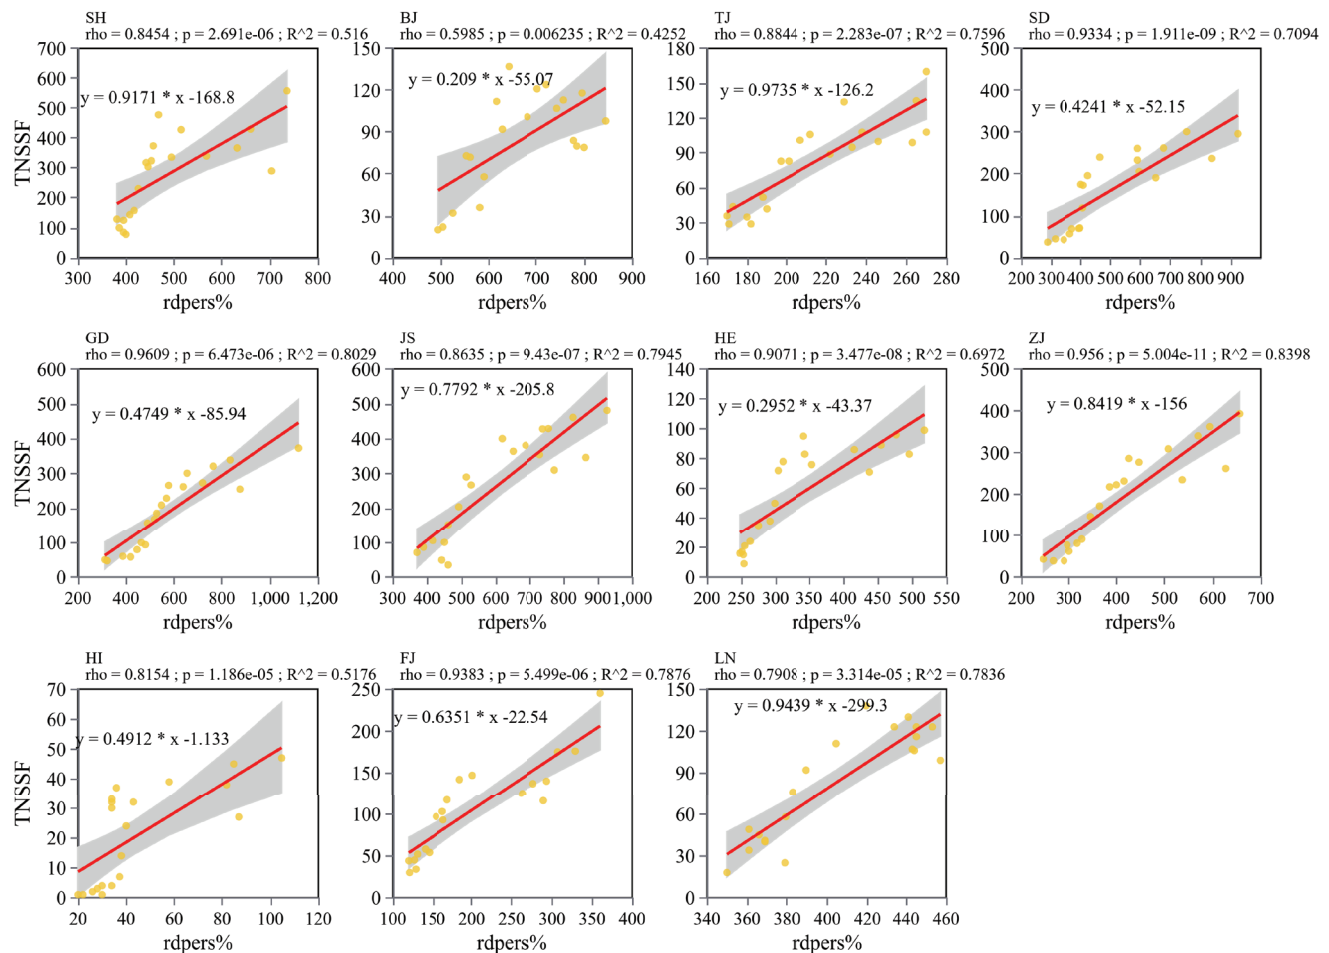 SH
rho = 0.8454 ; p = 2.691e-06 ; R^2 = 0.516
y = 0.9171 * x -168.8
TNSSF
700
600
500
400
300
200
100
0
300 400 500 600 700 800
rdpers%
BJ
rho = 0.5985 ; p = 0.006235 ; R^2 = 0.4252
y = 0.209 * x -55.07
150
120
90
60
30
0
400 500 600 700 800 900
rdpers%
TJ
rho = 0.8844 ; p = 2.283e-07 ; R^2 = 0.7596
y = 0.9735 * x -126.2
180
150
120
90
60
30
0
160 180 200 220 240 260 280
rdpers%
SD
rho = 0.9334 ; p = 1.911e-09 ; R^2 = 0.7094
y = 0.4241 * x -52.15
500
400
300
200
100
0
200 300 400 500 600 700 800 900
rdpers%
GD
rho = 0.9609 ; p = 6.473e-06 ; R^2 = 0.8029
y = 0.4749 * x -85.94
TNSSF
600
500
400
300
200
100
0
200 400 600 800 1,000 1,200
rdpers%
JS
rho = 0.8635 ; p = 9.43e-07 ; R^2 = 0.7945
y = 0.7792 * x -205.8
600
500
400
300
200
100
0
300 400 500 600 700 800 900 1,000
rdpers%
HE
rho = 0.9071 ; p = 3.477e-08 ; R^2 = 0.6972
y = 0.2952 * x -43.37
140
120
100
80
60
40
20
0
200 250 300 350 400 450 500 550
rdpers%
ZJ
rho = 0.956 ; p = 5.004e-11 ; R^2 = 0.8398
y = 0.8419 * x -156
500
400
300
200
100
0
200 300 400 500 600 700
rdpers%
HI
rho = 0.8154 ; p = 1.186e-05 ; R^2 = 0.5176
y = 0.4912 * x -1.133
TNSSF
70
60
50
40
30
20
10
0
20 40 60 80 100 120
rdpers%
FJ
rho = 0.9383 ; p = 5.499e-06 ; R^2 = 0.7876
y = 0.6351 * x -22.54
250
200
150
100
50
0
100 150 200 250 300 350 400
rdpers%
LN
rho = 0.7908 ; p = 3.314e-05 ; R^2 = 0.7836
y = 0.9439 * x -299.3
150
120
90
60
30
0
340 360 380 400 420 440 460
rdpers%